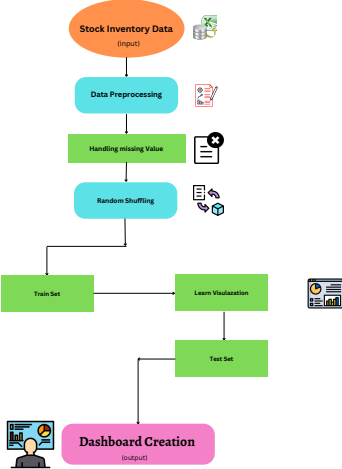 Stock Inventory Data
(input)
Data Preprocessing
Handling missing Value
Random Shuffling
Train Set
Learn Visulazation
Test Set
Dashboard Creation
(output)